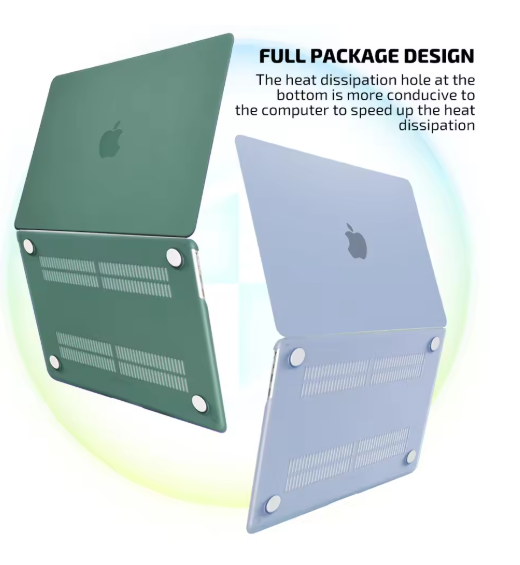 FULL PACKAGE DESIGN
The heat dissipation hole at the
bottom is more conducive to
the computer to speed up the heat
dissipation